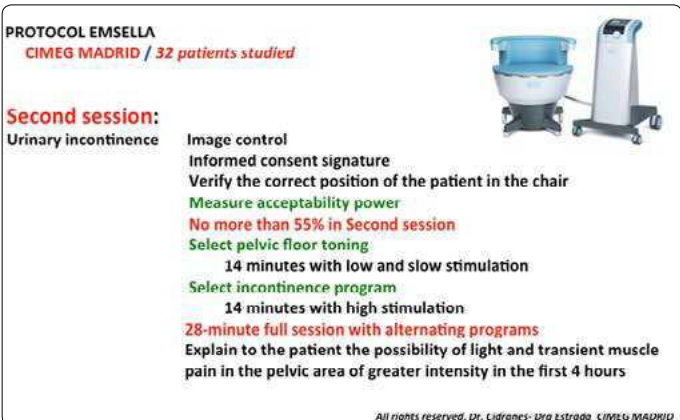 PROTOCOL EMSELLA
CIMEG MADRID / 32 patients studied
Second session:
Urinary incontinence Image control
Informed consent signature
Verify the correct position of the patient in the chair
Measure acceptability power
No more than 55% in Second session
Select pelvic floor toning
14 minutes with low and slow stimulation
Select incontinence program
14 minutes with high stimulation
28-minute full session with alternating programs
Explain to the patient the possibility of light and transient muscle
pain in the pelvic area of greater intensity in the first 4 hours
All rights reserved. Dr. Cidranes- Dra Estrada CIMEG MADRID